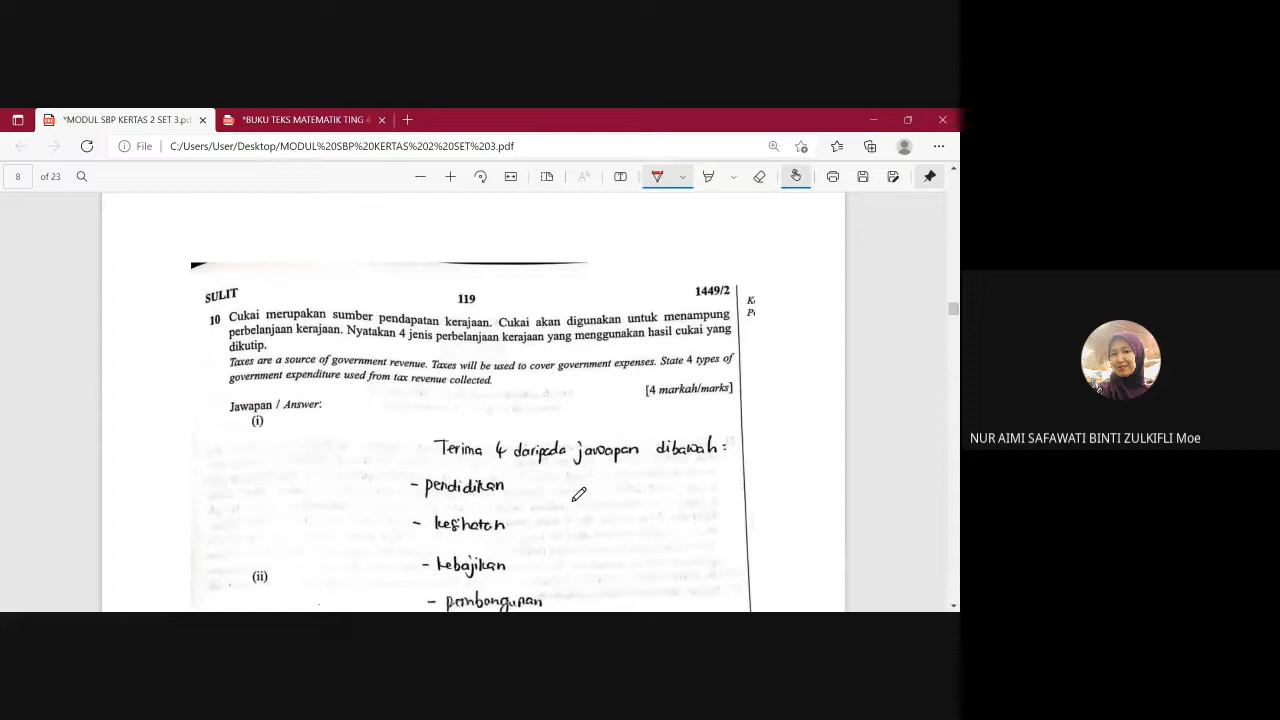 *MODUL SBP KERTAS 2 SET 3.pd
*BUKU TEKS MATEMATIK TING 4
File
C:/Users/User/Desktop/MODUL%20SBP%20KERTAS%202%20SET%203.pdf
8
of 23
SULIT
119
1449/2
10 Cukai merupakan sumber pendapatan kerajaan. Cukai akan digunakan untuk menampung
perbelanjaan kerajaan. Nyatakan 4 jenis perbelanjaan kerajaan yang menggunakan hasil cukai yang
dikutip.
Taxes are a source of government revenue. Taxes will be used to cover government expenses. State 4 types of
government expenditure used from tax revenue collected.
[4 markah/marks]
Jawapan / Answer:
(i)
Terima 4 daripada jawapan dibawah :
- pendidikan
- kesihatan
- kebajikan
(ii)
- pembangunan
NUR AIMI SAFAWATI BINTI ZULKIFLI Moe